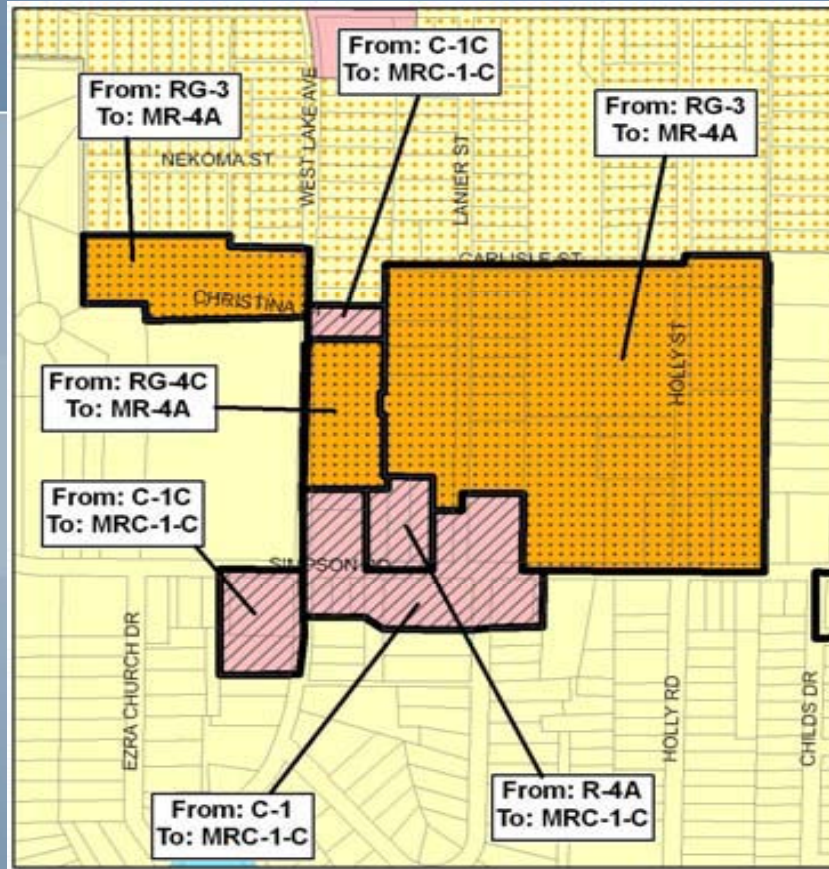 From: C-1C
To: MRC-1-C
From: RG-3
To: MR-4A
From: RG-3
To: MR-4A
NEKOMA ST
WEST LAKE AVE
LANIER ST
CARLISLE ST
CHRISTINA
HOLLY ST
From: RG-4C
To: MR-4A
From: C-1C
To: MRC-1-C
SIMPSON RD
EZRA CHURCH DR
HOLLY RD
CHILDS DR
From: C-1
To: MRC-1-C
From: R-4A
To: MRC-1-C